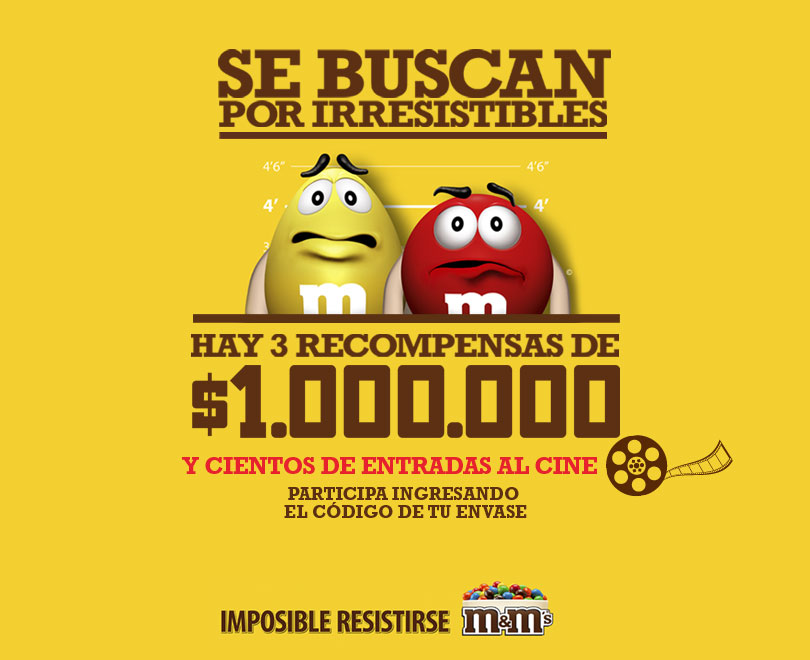 SE BUSCAN
POR IRRESISTIBLES
4'6" 4'6"
4' 4'
3
m m
©
HAY 3 RECOMPENSAS DE
$1.000.000
Y CIENTOS DE ENTRADAS AL CINE
PARTICIPA INGRESANDO
EL CÓDIGO DE TU ENVASE
IMPOSIBLE RESISTIRSE m&m's